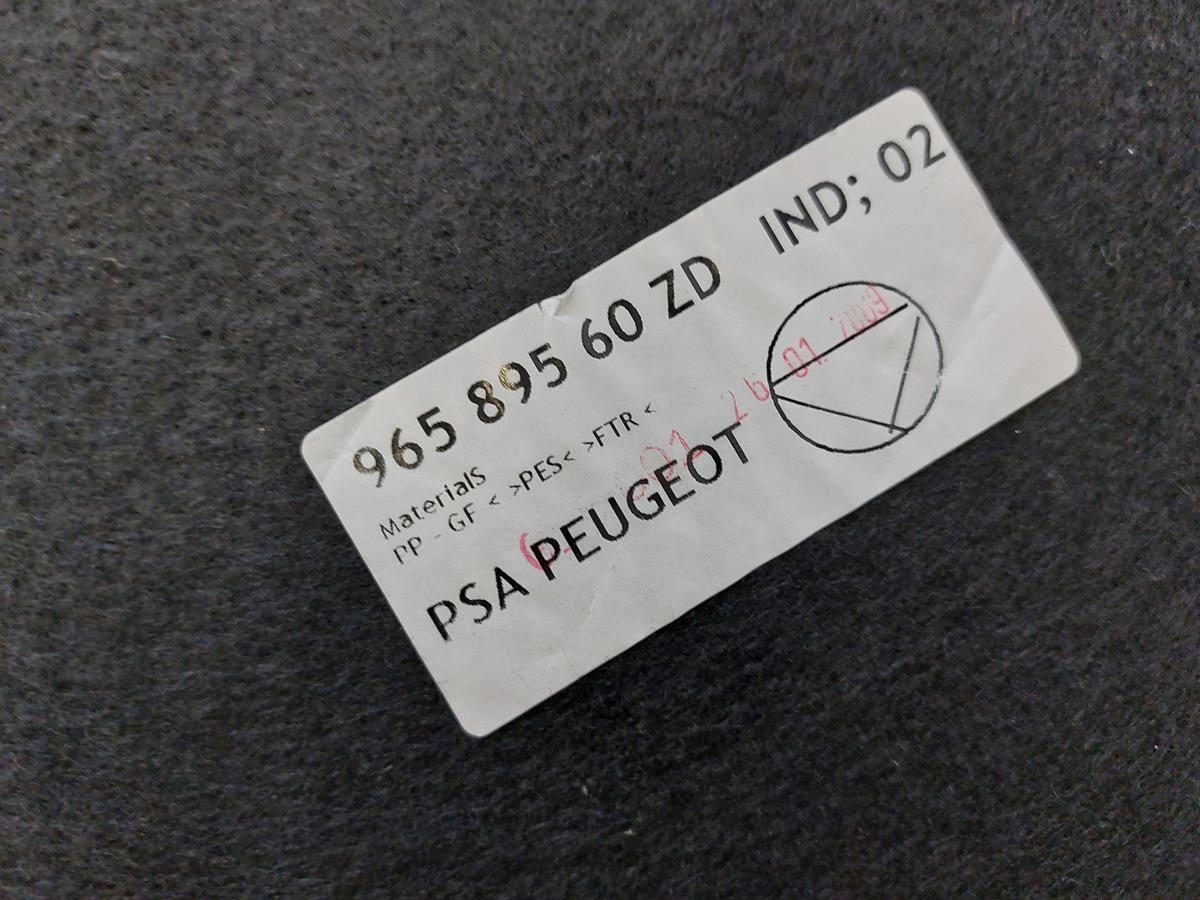 965 895 60 ZD IND; 02
Materials
PP - GF < >PES< >FTR <
PSA PEUGEOT
26 01. 2009